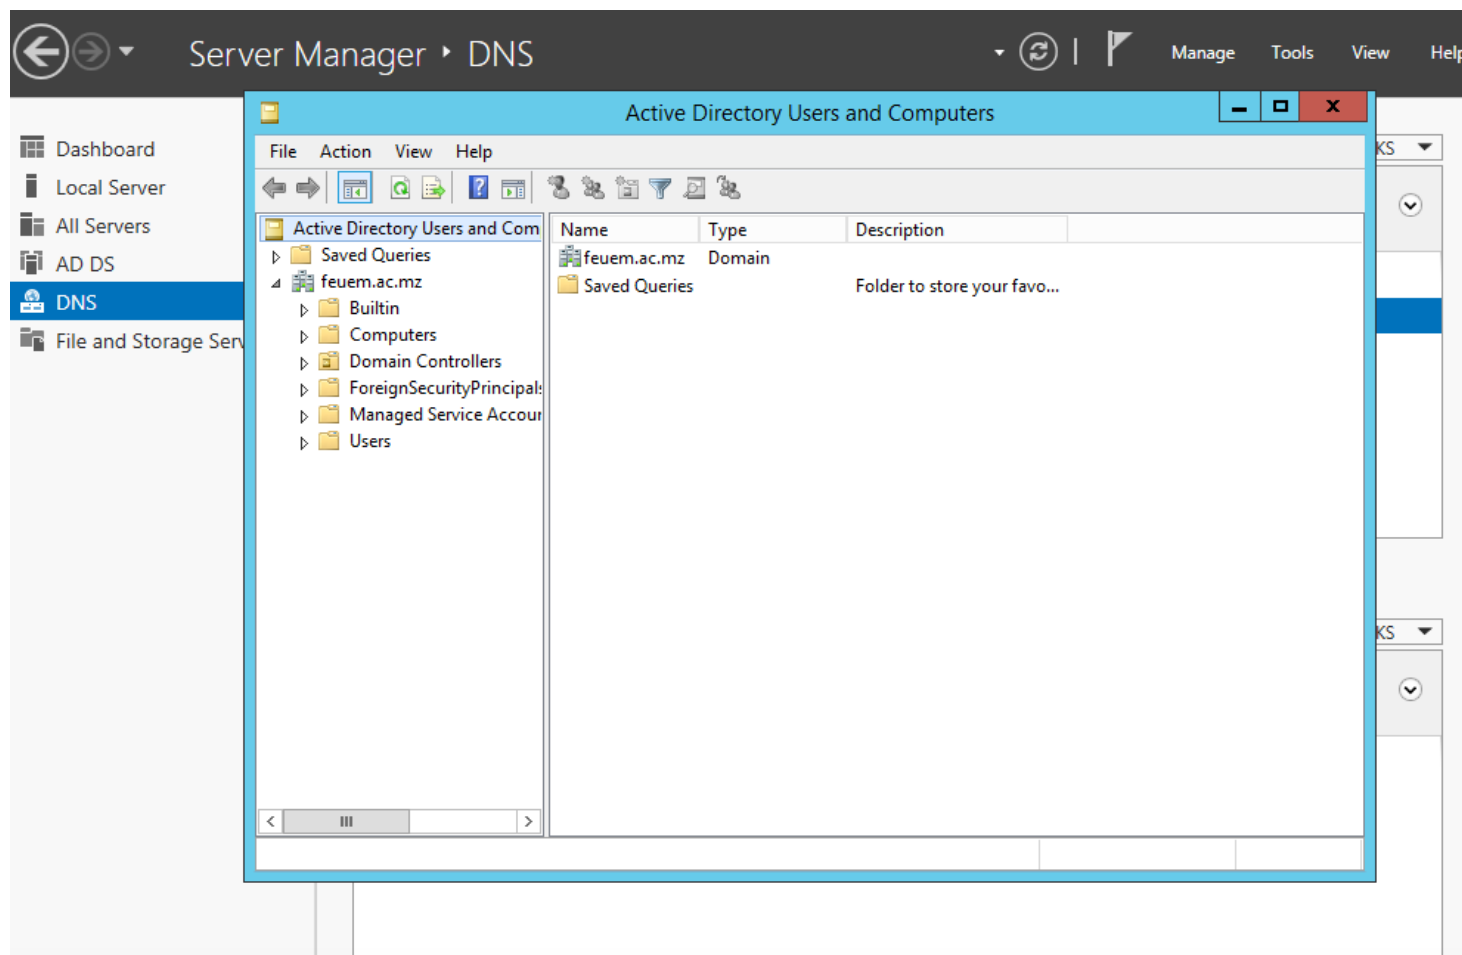 Server Manager ‣ DNS
Manage Tools View Help
Dashboard
Local Server
All Servers
AD DS
DNS
File and Storage Serv
Active Directory Users and Computers
File Action View Help
Active Directory Users and Com
Saved Queries
feuem.ac.mz
Builtin
Computers
Domain Controllers
ForeignSecurityPrincipals
Managed Service Accour
Users
Name Type Description
feuem.ac.mz Domain
Saved Queries Folder to store your favo...
KS
KS